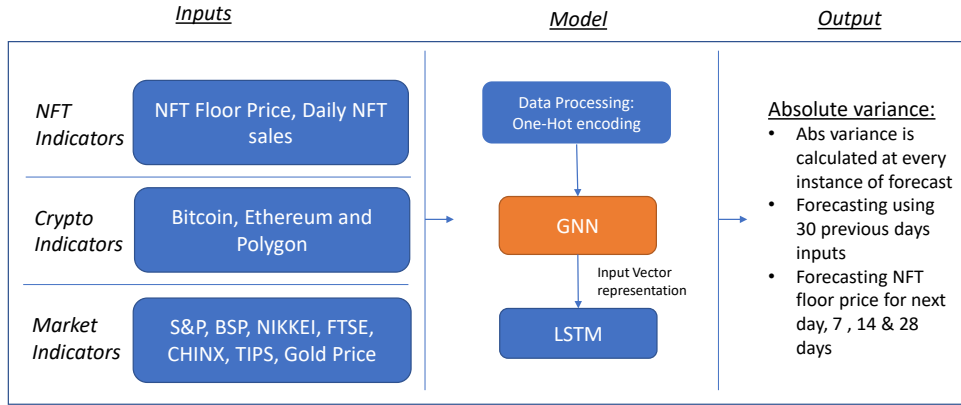 Inputs
Model
Output
NFT
Indicators
NFT Floor Price, Daily NFT
sales
Crypto
Indicators
Bitcoin, Ethereum and
Polygon
Market
Indicators
S&P, BSP, NIKKEI, FTSE,
CHINX, TIPS, Gold Price
Data Processing:
One-Hot encoding
GNN
Input Vector
representation
LSTM
Absolute variance:
• Abs variance is
calculated at every
instance of forecast
• Forecasting using
30 previous days
inputs
• Forecasting NFT
floor price for next
day, 7 , 14 & 28
days